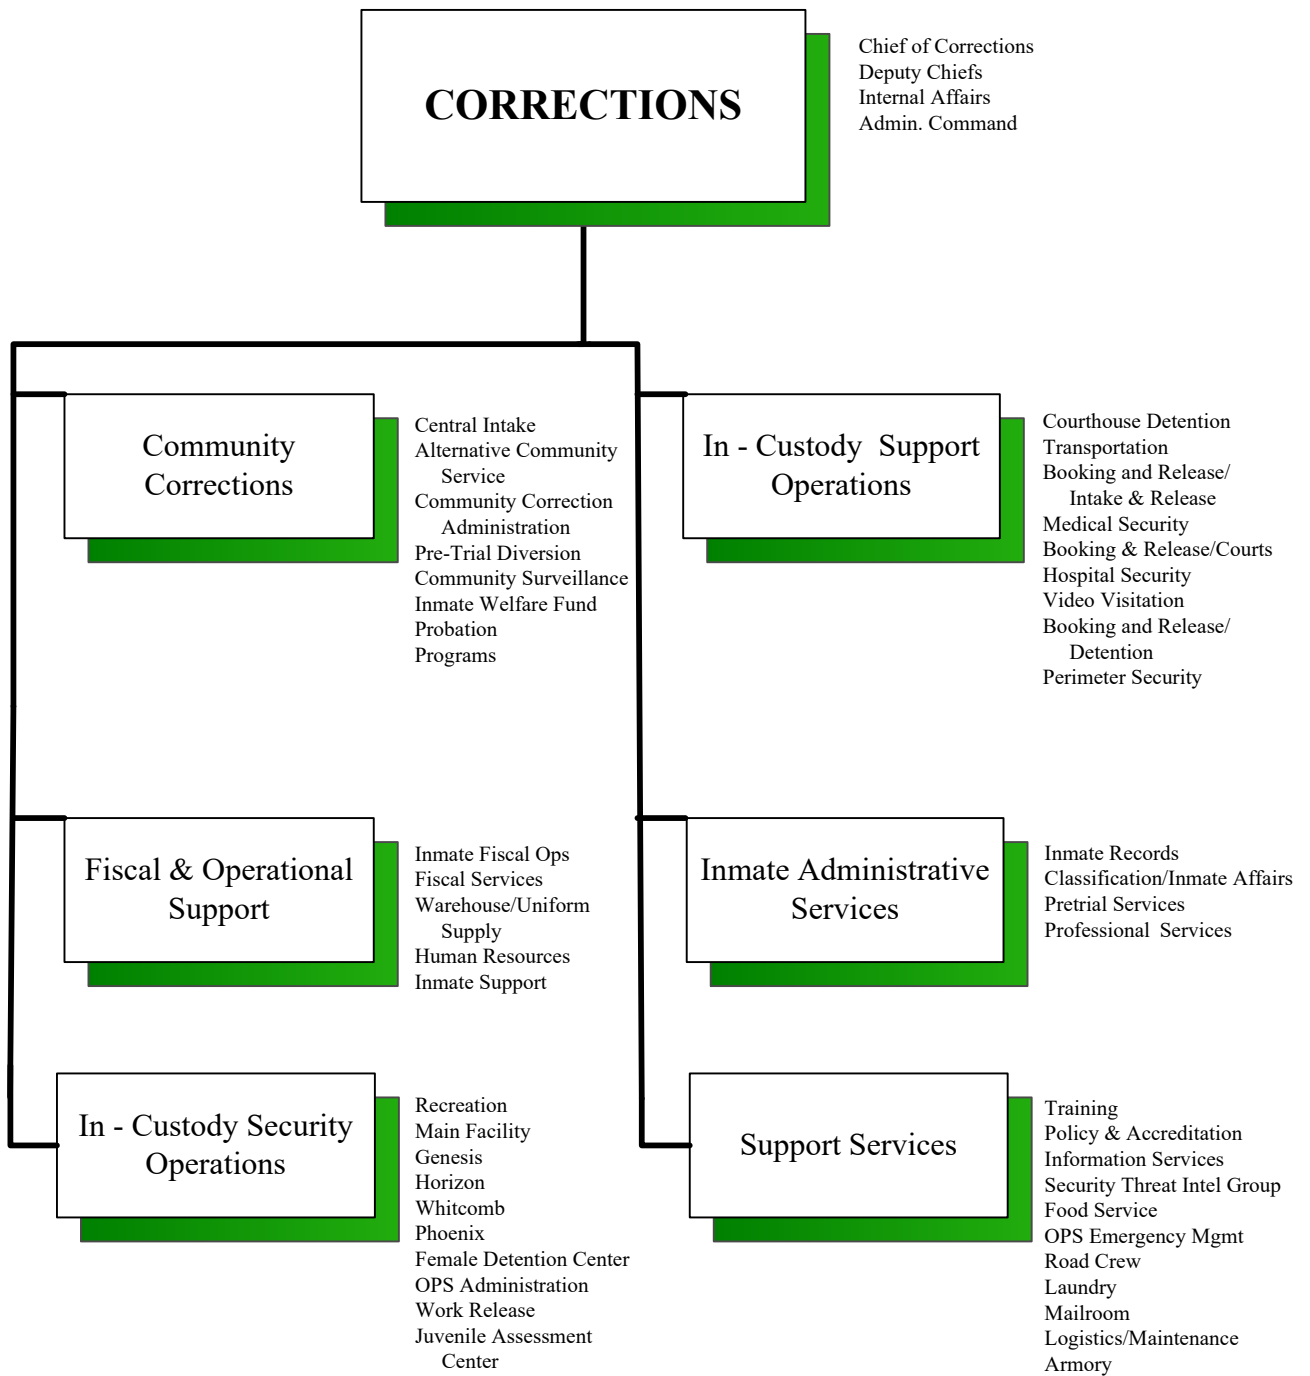 CORRECTIONS
Chief of Corrections
Deputy Chiefs
Internal Affairs
Admin. Command
Community
Corrections
Central Intake
Alternative Community
Service
Community Correction
Administration
Pre-Trial Diversion
Community Surveillance
Inmate Welfare Fund
Probation
Programs
In - Custody  Support
Operations
Courthouse Detention
Transportation
Booking and Release/
Intake & Release
Medical Security
Booking & Release/Courts
Hospital Security
Video Visitation
Booking and Release/
Detention
Perimeter Security
Fiscal & Operational
Support
Inmate Fiscal Ops
Fiscal Services
Warehouse/Uniform
Supply
Human Resources
Inmate Support
Inmate Administrative
Services
Inmate Records
Classification/Inmate Affairs
Pretrial Services
Professional  Services
In - Custody Security
Operations
Recreation
Main Facility
Genesis
Horizon
Whitcomb
Phoenix
Female Detention Center
OPS Administration
Work Release
Juvenile Assessment
Center
Support Services
Training
Policy & Accreditation
Information Services
Security Threat Intel Group
Food Service
OPS Emergency Mgmt
Road Crew
Laundry
Mailroom
Logistics/Maintenance
Armory